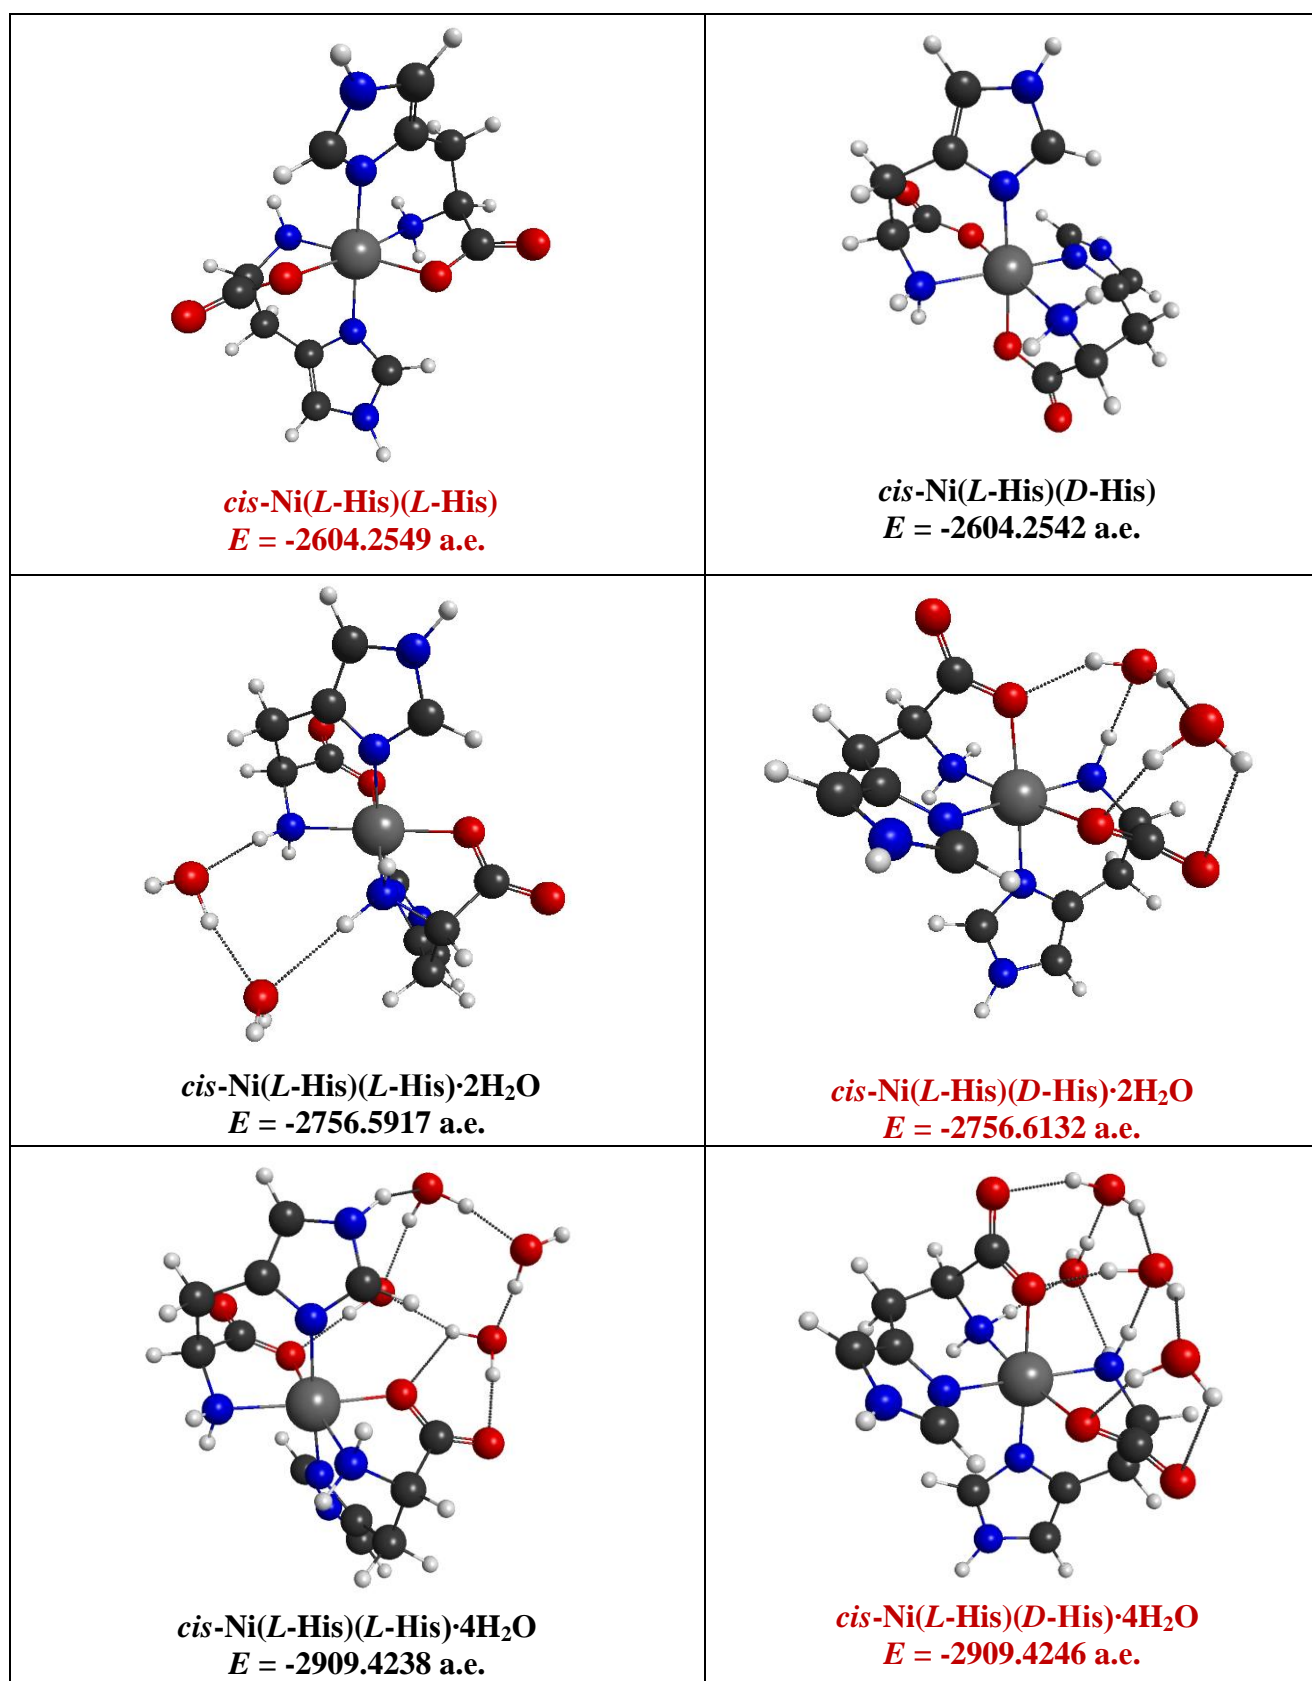 cis-Ni(L-His)(L-His)
E = -2604.2549 a.e.
cis-Ni(L-His)(D-His)
E = -2604.2542 a.e.
cis-Ni(L-His)(L-His)·2H₂O
E = -2756.5917 a.e.
cis-Ni(L-His)(D-His)·2H₂O
E = -2756.6132 a.e.
cis-Ni(L-His)(L-His)·4H₂O
E = -2909.4238 a.e.
cis-Ni(L-His)(D-His)·4H₂O
E = -2909.4246 a.e.